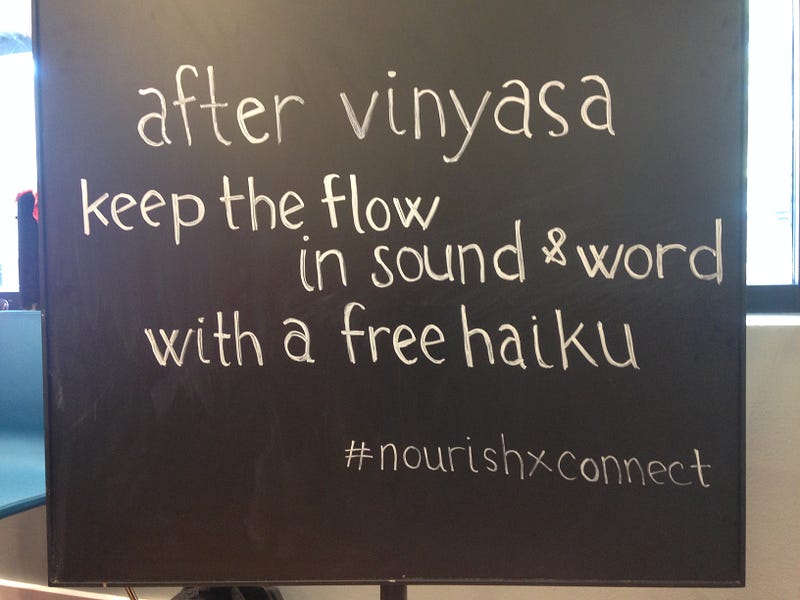 after vinyasa
keep the flow
in sound & word
with a free haiku
#nourishxconnect